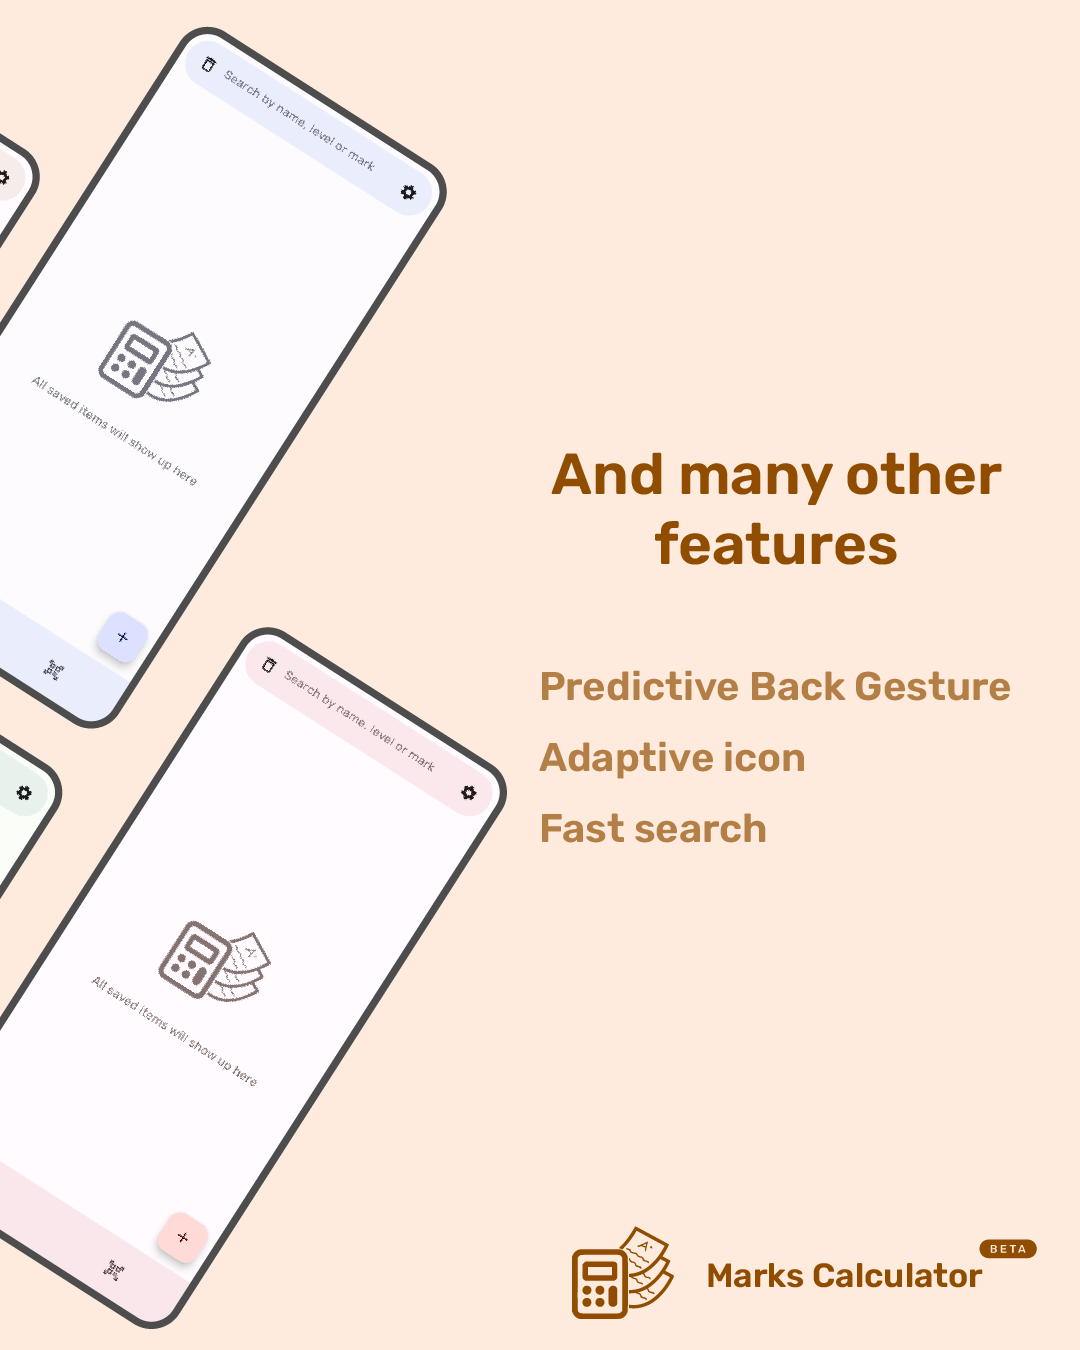 Search by name, level or mark
All saved items will show up here
Search by name, level or mark
All saved items will show up here
And many other
features
Predictive Back Gesture
Adaptive icon
Fast search
A+
Marks Calculator
BETA